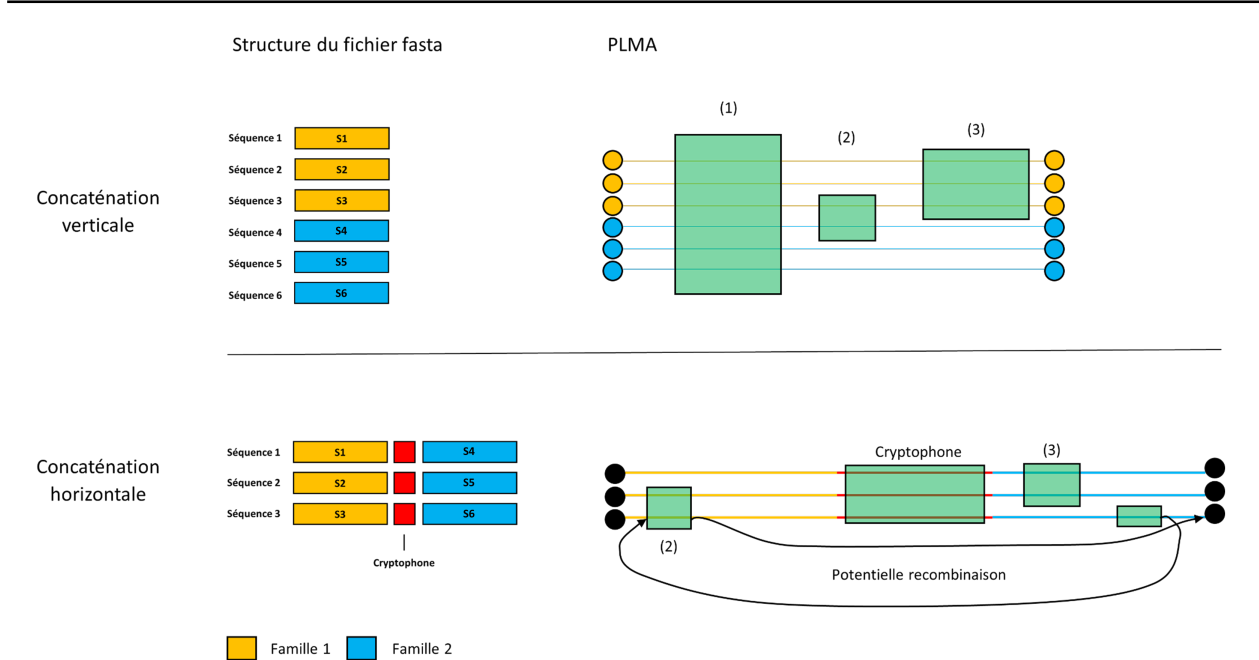 Structure du fichier fasta
PLMA
Concaténation
verticale
Séquence 1
S1
Séquence 2
S2
Séquence 3
S3
Séquence 4
S4
Séquence 5
S5
Séquence 6
S6
(1)
(2)
(3)
Concaténation
horizontale
Séquence 1
S1
S4
Séquence 2
S2
S5
Séquence 3
S3
S6
Cryptophone
Cryptophone
(3)
(2)
Potentielle recombinaison
Famille 1
Famille 2